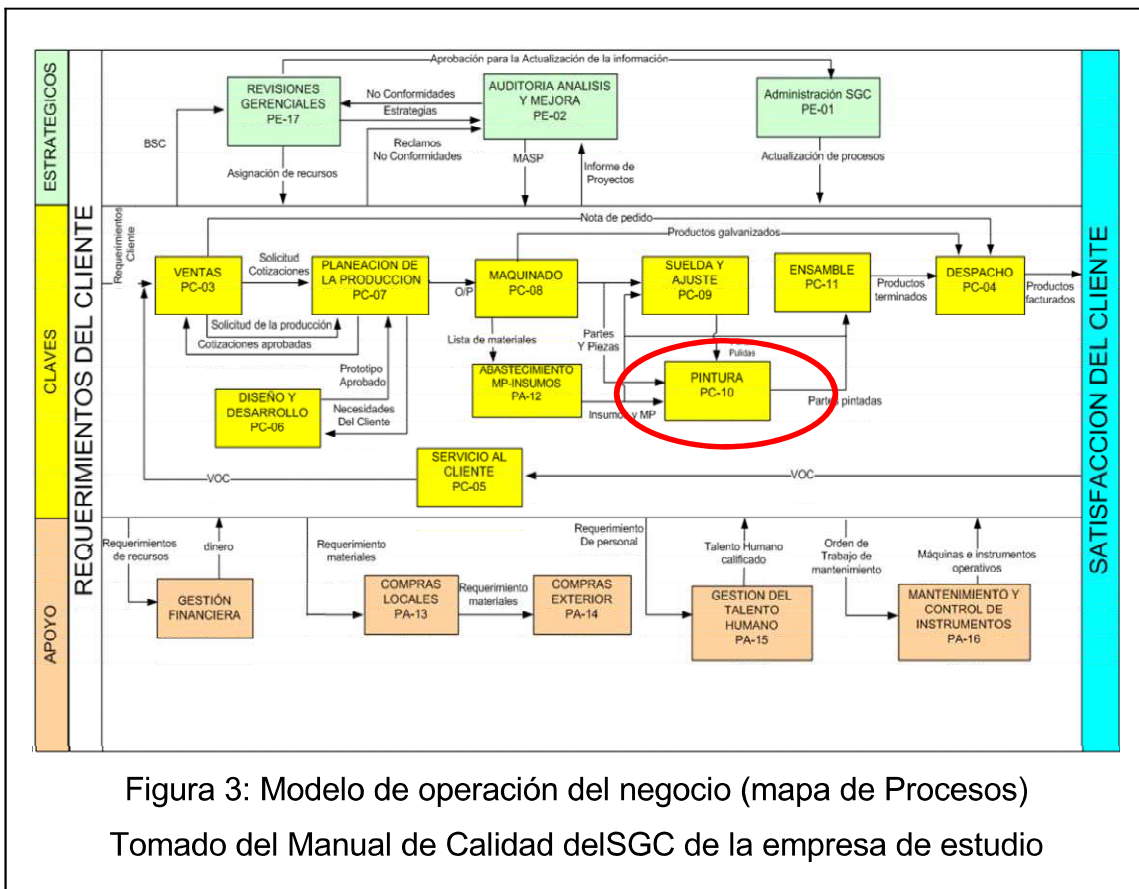 ESTRATEGICOS
CLAVES
APOYO
REQUERIMIENTOS DEL CLIENTE
SATISFACCION DEL CLIENTE
Aprobación para la Actualización de la información
REVISIONES
GERENCIALES
PE-17
No Conformidades
Estrategias
AUDITORIA ANALISIS
Y MEJORA
PE-02
Administración SGC
PE-01
BSC
Reclamos
No Conformidades
MASP
Informe de
Proyectos
Asignación de recursos
Actualización de procesos
Requerimientos
Cliente
Nota de pedido
Productos galvanizados
VENTAS
PC-03
Solicitud
Cotizaciones
PLANEACION DE
LA PRODUCCION
PC-07
O/P
MAQUINADO
PC-08
SUELDA Y
AJUSTE
PC-09
ENSAMBLE
PC-11
Productos
terminados
DESPACHO
PC-04
Productos
facturados
Solicitud de la producción
Cotizaciones aprobadas
Lista de materiales
Partes
Y Piezas
Pulidas
Prototipo
Aprobado
ABASTECIMIENTO
MP-INSUMOS
PA-12
PINTURA
PC-10
DISEÑO Y
DESARROLLO
PC-06
Necesidades
Del Cliente
Insumos y MP
Partes pintadas
SERVICIO AL
CLIENTE
PC-05
VOC
VOC
Requerimientos
de recursos
dinero
Requerimiento
materiales
Requerimiento
De personal
Talento Humano
calificado
Orden de
Trabajo de
mantenimiento
Máquinas e instrumentos
operativos
GESTIÓN
FINANCIERA
COMPRAS
LOCALES
PA-13
Requerimiento
materiales
COMPRAS
EXTERIOR
PA-14
GESTION DEL
TALENTO
HUMANO
PA-15
MANTENIMIENTO Y
CONTROL DE
INSTRUMENTOS
PA-16
Figura 3: Modelo de operación del negocio (mapa de Procesos)
Tomado del Manual de Calidad delSGC de la empresa de estudio